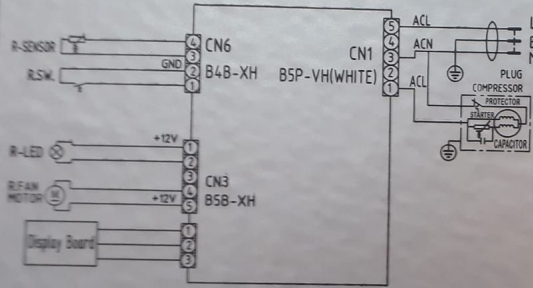 ACL
L
5
R-SENSOR
4
CN6
4
ACN
E
3
CN1
3
N
GND
2
B4B-XH
B5P-VH(WHITE)
2
ACL
PLUG
R.SW.
1
1
COMPRESSOR
PROTECTOR
STARTER
CAPACITOR
+12V
1
R-LED
2
3
CN3
R.FAN
4
MOTOR
M
+12V
5
B5B-XH
1
Display Board
2
3